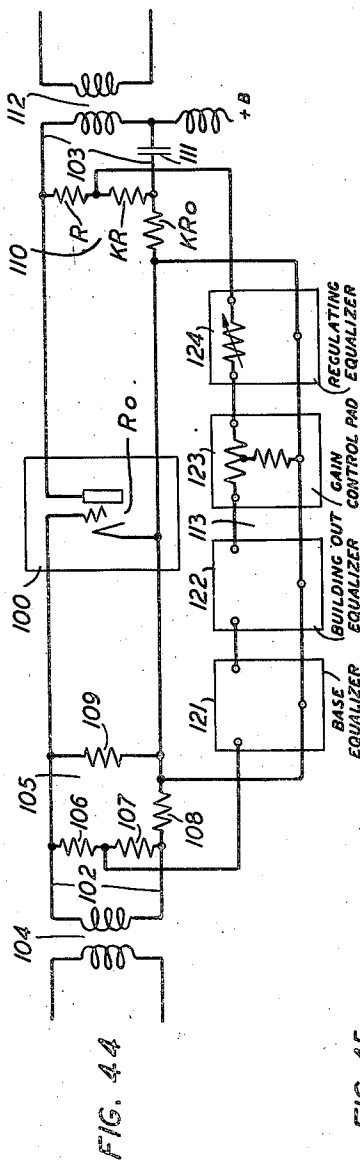 FIG. 44
104
102
105
106
107
108
109
100
Ro.
110
R
KR
KRo
103
111
112
+B
113
121
122
123
124
BASE EQUALIZER
BUILDING OUT EQUALIZER
GAIN CONTROL PAD
REGULATING EQUALIZER